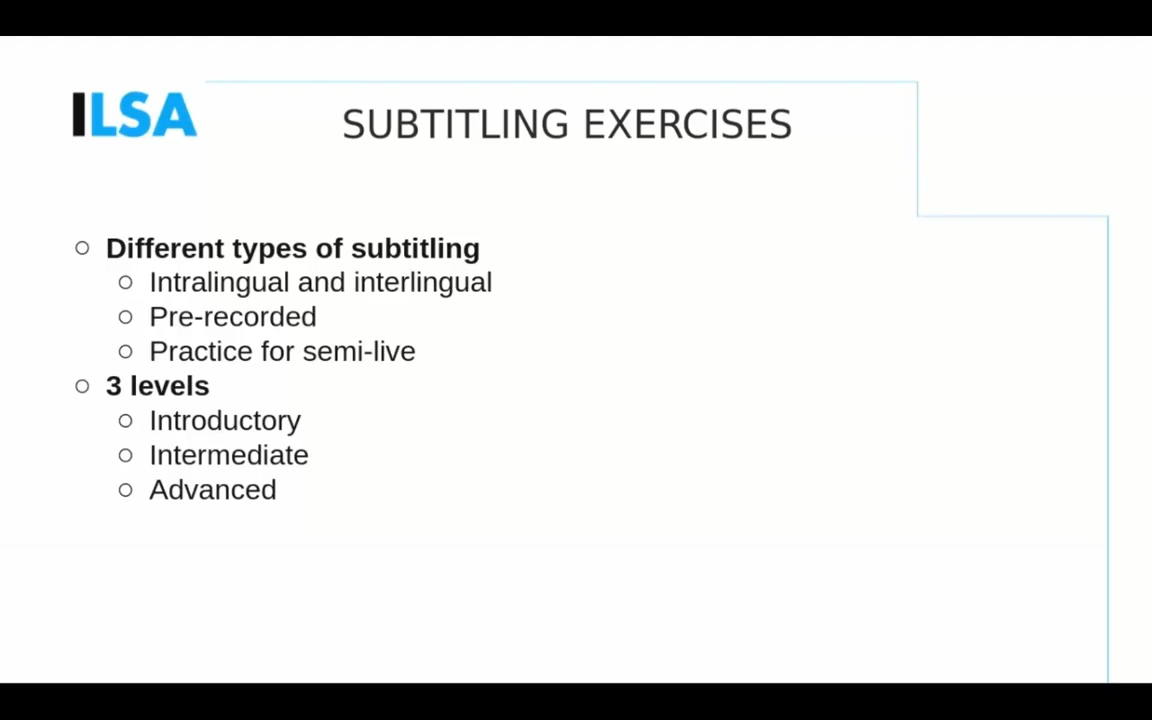 ILSA
SUBTITLING EXERCISES
Different types of subtitling
Intralingual and interlingual
Pre-recorded
Practice for semi-live
3 levels
Introductory
Intermediate
Advanced